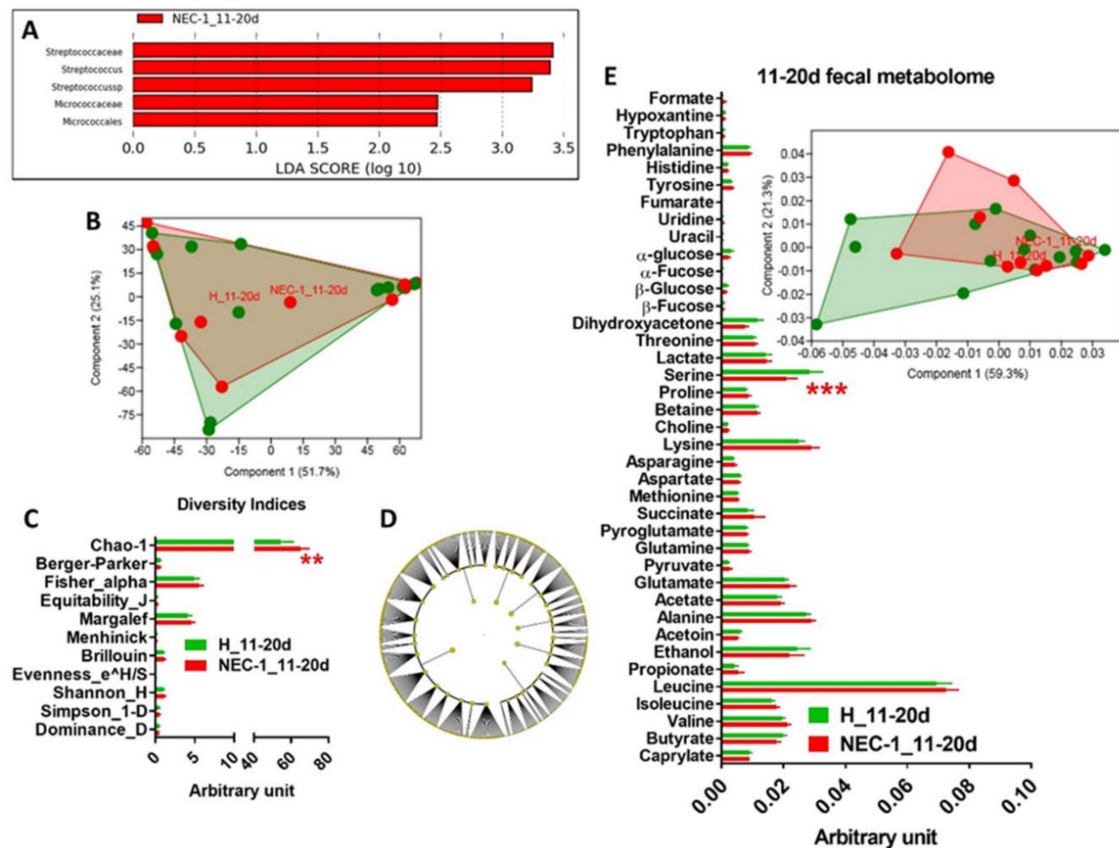 A
NEC-1_11-20d
Streptococcaceae
Streptococcus
Streptococcussp
Micrococcaceae
Micrococcales
0.0 0.5 1.0 1.5 2.0 2.5 3.0 3.5
LDA SCORE (log 10)
B
Component 2 (25.1%)
45
30
15
0
-15
-30
-45
-60
-75
H_11-20d
NEC-1_11-20d
-60 -45 -30 -15 0 15 30 45 60
Component 1 (51.7%)
C
Diversity Indices
Chao-1
Berger-Parker
Fisher_alpha
Equitability_J
Margalef
Menhinick
Brillouin
Evenness_e^H/S
Shannon_H
Simpson_1-D
Dominance_D
**
H_11-20d
NEC-1_11-20d
0 5 10 40 60 80
Arbitrary unit
D
E
11-20d fecal metabolome
Formate
Hypoxantine
Tryptophan
Phenylalanine
Histidine
Tyrosine
Fumarate
Uridine
Uracil
α-glucose
α-Fucose
β-Glucose
β-Fucose
Dihydroxyacetone
Threonine
Lactate
Serine
***
Proline
Betaine
Choline
Lysine
Asparagine
Aspartate
Methionine
Succinate
Pyroglutamate
Glutamine
Pyruvate
Glutamate
Acetate
Alanine
Acetoin
Ethanol
Propionate
Leucine
Isoleucine
Valine
Butyrate
Caprylate
H_11-20d
NEC-1_11-20d
0.00 0.02 0.04 0.06 0.08 0.10
Arbitrary unit
Component 2 (21.3%)
0.04
0.03
0.02
0.01
0.00
-0.01
-0.02
-0.03
-0.04
NEC-1_11-20d
H_11-20d
-0.06 -0.05 -0.04 -0.03 -0.02 -0.01 0.00 0.01 0.02 0.03
Component 1 (59.3%)